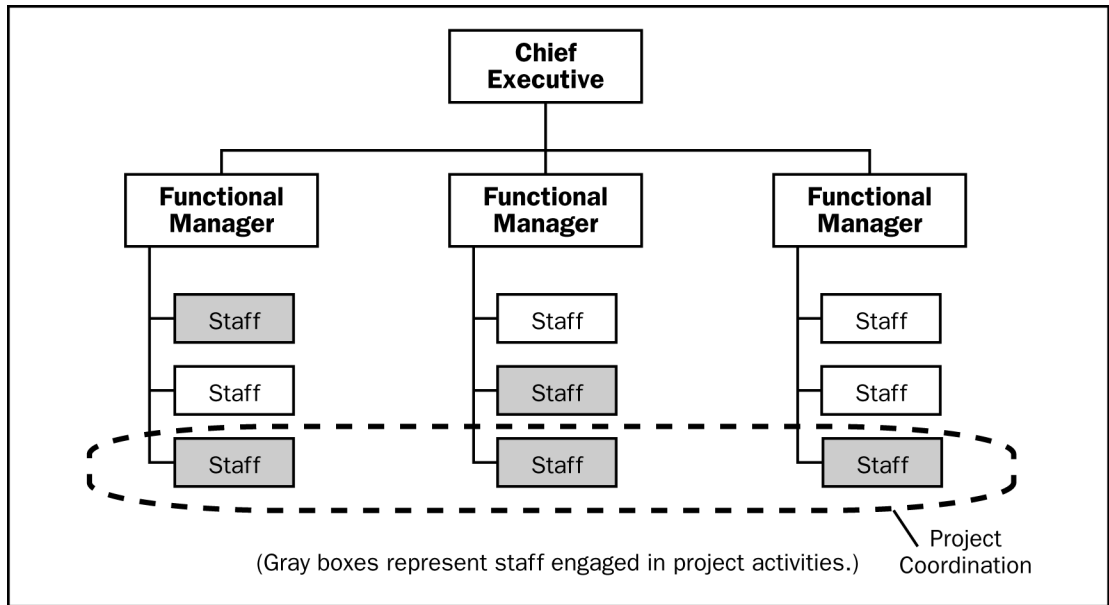 Chief
Executive
Functional
Manager
Functional
Manager
Functional
Manager
Staff
Staff
Staff
Staff
Staff
Staff
Staff
Staff
Staff
Project
Coordination
(Gray boxes represent staff engaged in project activities.)